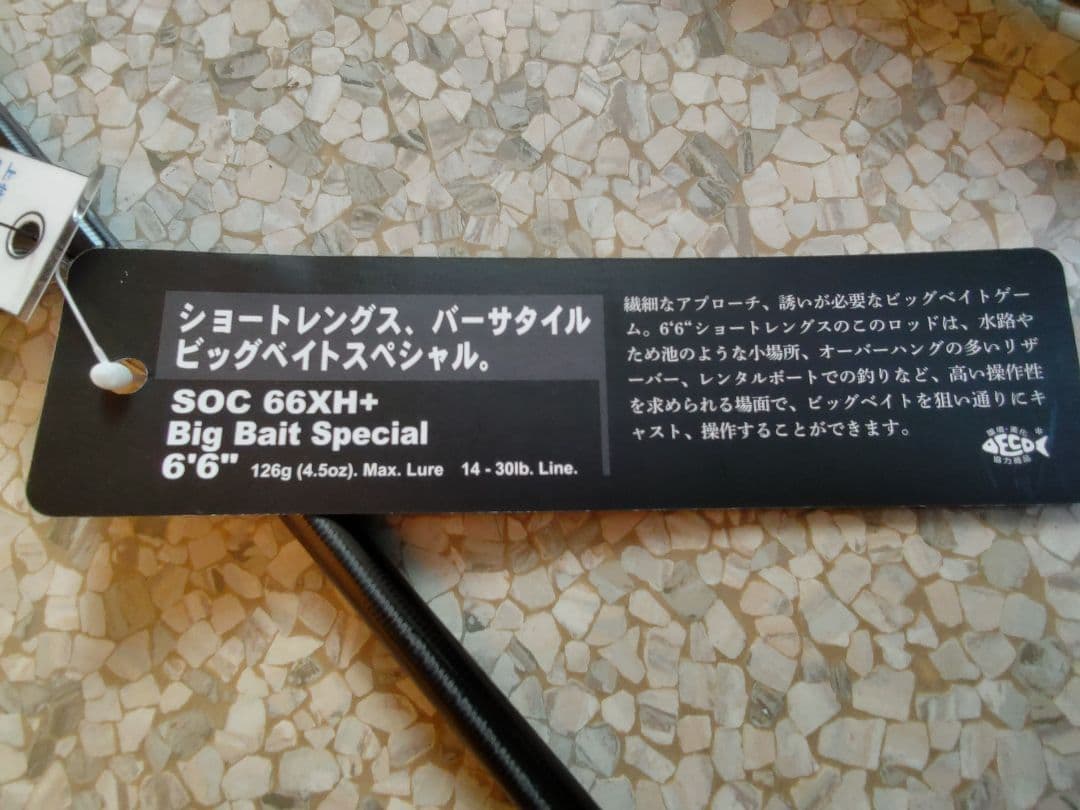 ショートレングス、バーサタイル
ビッグベイトスペシャル。
SOC 66XH+
Big Bait Special
6'6" 126g (4.5oz). Max. Lure 14 - 30lb. Line.
繊細なアプローチ、誘いが必要なビッグベイトゲー
ム。6'6“ショートレングスのこのロッドは、水路や
ため池のような小場所、オーバーハングの多いリザ
ーバー、レンタルボートでの釣りなど、高い操作性
を求められる場面で、ビッグベイトを狙い通りにキ
ャスト、操作することができます。
ECO
協力商品